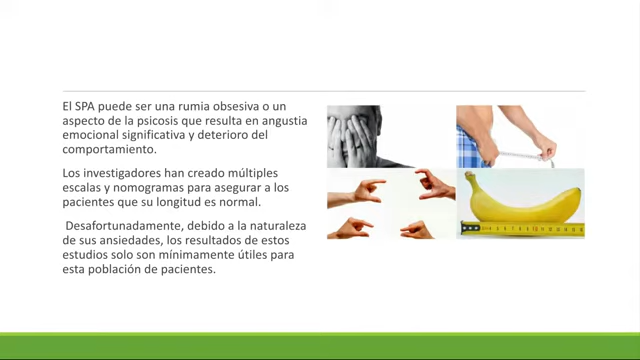 El SPA puede ser una rumia obsesiva o un
aspecto de la psicosis que resulta en angustia
emocional significativa y deterioro del
comportamiento.
Los investigadores han creado múltiples
escalas y nomogramas para asegurar a los
pacientes que su longitud es normal.
Desafortunadamente, debido a la naturaleza
de sus ansiedades, los resultados de estos
estudios solo son mínimamente útiles para
esta población de pacientes.